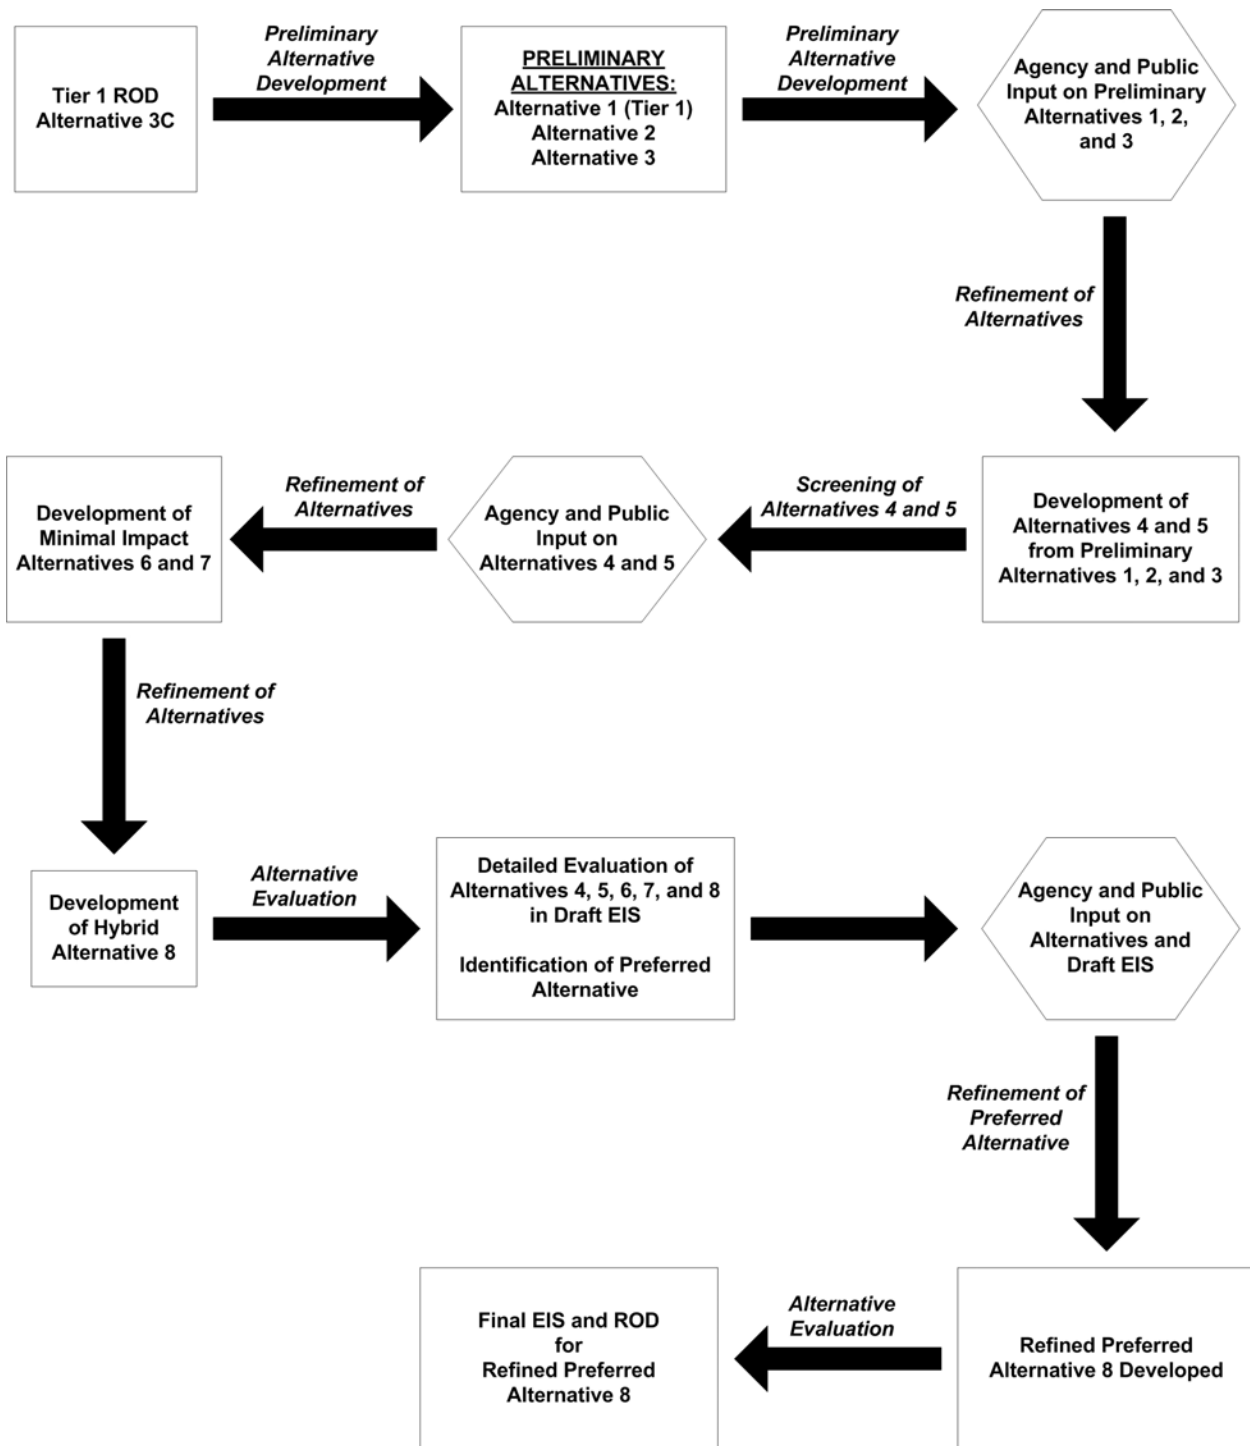 Tier 1 ROD
Alternative 3C
Preliminary
Alternative
Development
PRELIMINARY
ALTERNATIVES:
Alternative 1 (Tier 1)
Alternative 2
Alternative 3
Preliminary
Alternative
Development
Agency and Public
Input on Preliminary
Alternatives 1, 2,
and 3
Refinement of
Alternatives
Development of
Alternatives 4 and 5
from Preliminary
Alternatives 1, 2, and 3
Screening of
Alternatives 4 and 5
Agency and Public
Input on
Alternatives 4 and 5
Refinement of
Alternatives
Development of
Minimal Impact
Alternatives 6 and 7
Refinement of
Alternatives
Development
of Hybrid
Alternative 8
Alternative
Evaluation
Detailed Evaluation of
Alternatives 4, 5, 6, 7, and 8
in Draft EIS
Identification of Preferred
Alternative
Agency and Public
Input on
Alternatives and
Draft EIS
Refinement of
Preferred
Alternative
Refined Preferred
Alternative 8 Developed
Alternative
Evaluation
Final EIS and ROD
for
Refined Preferred
Alternative 8